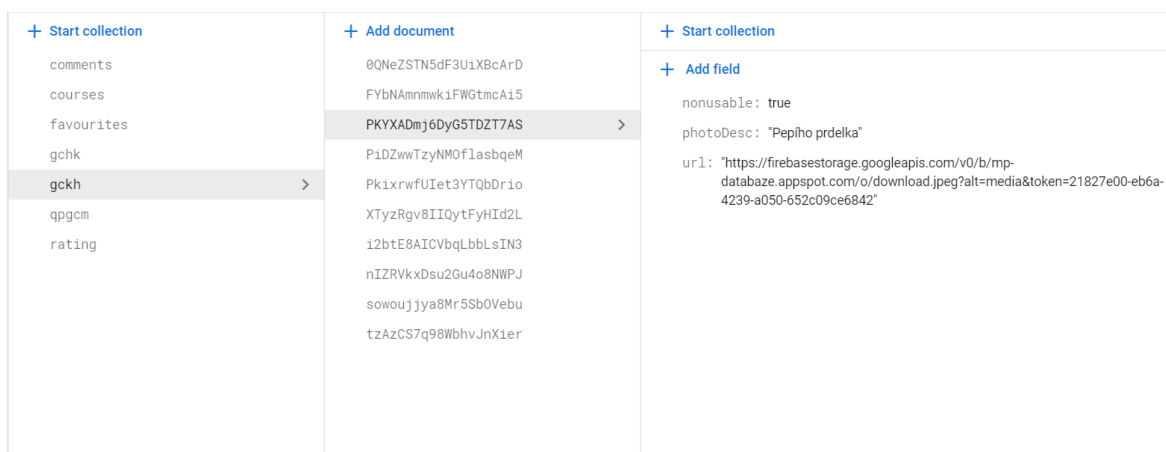 Start collection
comments
courses
favourites
gchk
gckh
qpgcm
rating
Add document
0QNeZSTN5dF3UiXBcArD
FYbNAmnmwkiFWGtmcAi5
PKYXADmj6DyG5TDZT7AS
PiDZwwTzyNMOflasbqeM
PkixrwfUIet3YTQbDrio
XTyzRgv8IIQytFyHId2L
i2btE8AICVbqLbbLsIN3
nIZRVkxDsu2Gu4o8NWPJ
sowoujjya8Mr5SbOVebu
tzAzCS7q98WbhvJnXier
Start collection
Add field
nonusable: true
photoDesc: "Pepího prdelka"
url: "https://firebasestorage.googleapis.com/v0/b/mp-
databaze.appspot.com/o/download.jpeg?alt=media&token=21827e00-eb6a-
4239-a050-652c09ce6842"